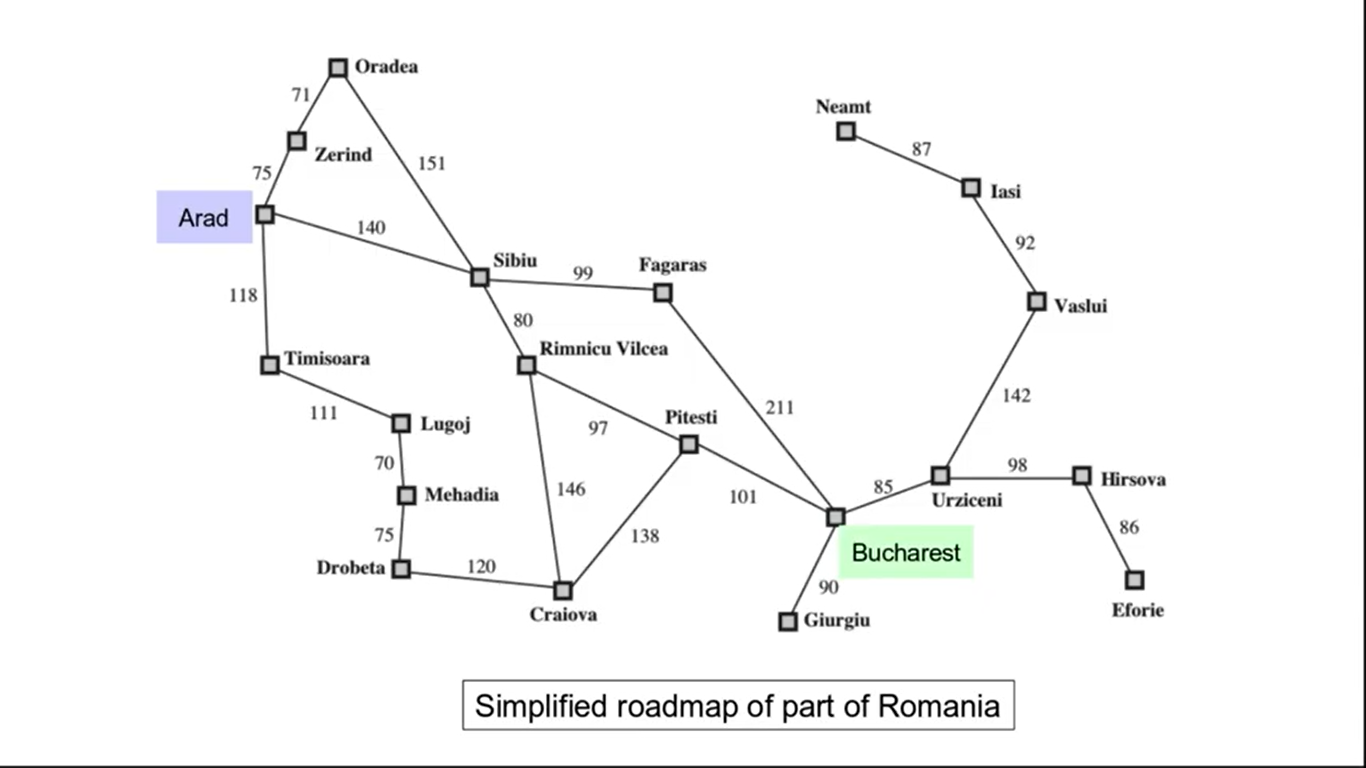 Oradea
71
Neamt
Zerind
87
151
75
Iasi
Arad
140
92
Sibiu
Fagaras
99
118
Vaslui
80
Rimnicu Vilcea
Timisoara
142
211
111
Pitesti
Lugoj
97
70
98
Hirsova
85
146
Mehadia
101
Urziceni
86
75
138
Bucharest
Drobeta
120
90
Eforie
Craiova
Giurgiu
Simplified roadmap of part of Romania